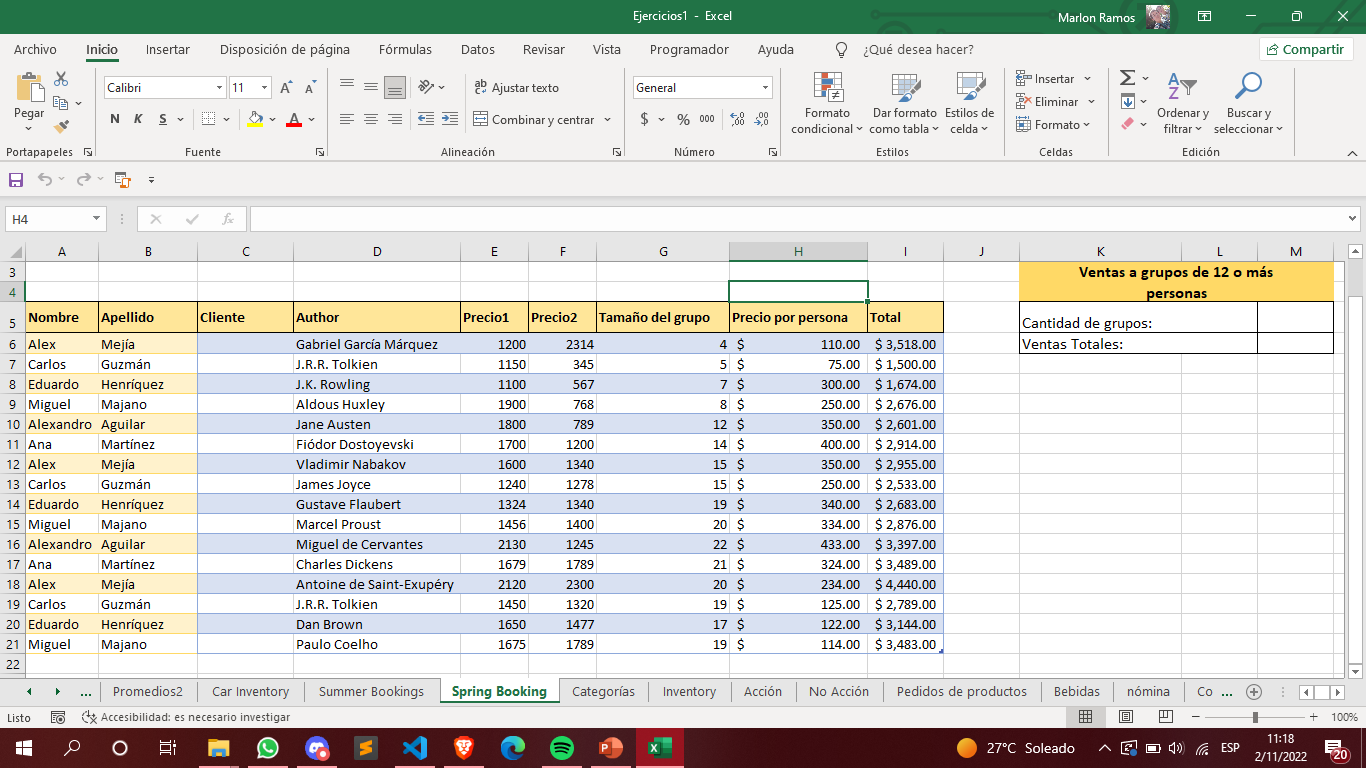 Ejercicios1 - Excel
Marlon Ramos
Archivo Inicio Insertar Disposición de página Fórmulas Datos Revisar Vista Programador Ayuda ¿Qué desea hacer? Compartir
Pegar
Portapapeles
Calibri 11
N K S
Fuente
Ajustar texto
Combinar y centrar
Alineación
General
$ % 000
Número
Formato condicional
Dar formato como tabla
Estilos de celda
Estilos
Insertar
Eliminar
Formato
Celdas
Ordenar y filtrar
Buscar y seleccionar
Edición
H4 fx
A B C D E F G H I J K L M
3 Ventas a grupos de 12 o más
4 personas
5 Nombre Apellido Cliente Author Precio1 Precio2 Tamaño del grupo Precio por persona Total Cantidad de grupos:
6 Alex Mejía Gabriel García Márquez 1200 2314 4 $ 110.00 $ 3,518.00 Ventas Totales:
7 Carlos Guzmán J.R.R. Tolkien 1150 345 5 $ 75.00 $ 1,500.00
8 Eduardo Henríquez J.K. Rowling 1100 567 7 $ 300.00 $ 1,674.00
9 Miguel Majano Aldous Huxley 1900 768 8 $ 250.00 $ 2,676.00
10 Alexandro Aguilar Jane Austen 1800 789 12 $ 350.00 $ 2,601.00
11 Ana Martínez Fiódor Dostoyevski 1700 1200 14 $ 400.00 $ 2,914.00
12 Alex Mejía Vladimir Nabakov 1600 1340 15 $ 350.00 $ 2,955.00
13 Carlos Guzmán James Joyce 1240 1278 15 $ 250.00 $ 2,533.00
14 Eduardo Henríquez Gustave Flaubert 1324 1340 19 $ 340.00 $ 2,683.00
15 Miguel Majano Marcel Proust 1456 1400 20 $ 334.00 $ 2,876.00
16 Alexandro Aguilar Miguel de Cervantes 2130 1245 22 $ 433.00 $ 3,397.00
17 Ana Martínez Charles Dickens 1679 1789 21 $ 324.00 $ 3,489.00
18 Alex Mejía Antoine de Saint-Exupéry 2120 2300 20 $ 234.00 $ 4,440.00
19 Carlos Guzmán J.R.R. Tolkien 1450 1320 19 $ 125.00 $ 2,789.00
20 Eduardo Henríquez Dan Brown 1650 1477 17 $ 122.00 $ 3,144.00
21 Miguel Majano Paulo Coelho 1675 1789 19 $ 114.00 $ 3,483.00
22
... Promedios2 Car Inventory Summer Bookings Spring Booking Categorías Inventory Acción No Acción Pedidos de productos Bebidas nómina Co ...
Listo Accesibilidad: es necesario investigar 100%
27°C Soleado ESP 11:18
2/11/2022 20